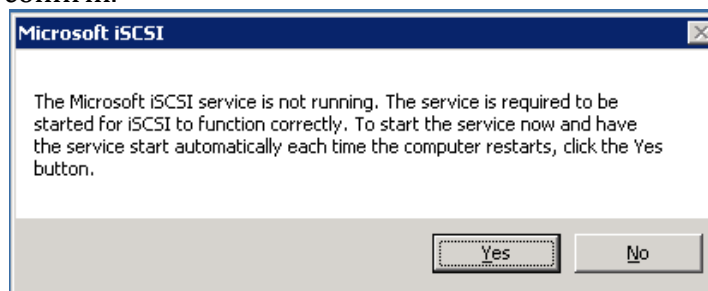 confirm.
Microsoft iSCSI
The Microsoft iSCSI service is not running. The service is required to be
started for iSCSI to function correctly. To start the service now and have
the service start automatically each time the computer restarts, click the Yes
button.
Yes
No